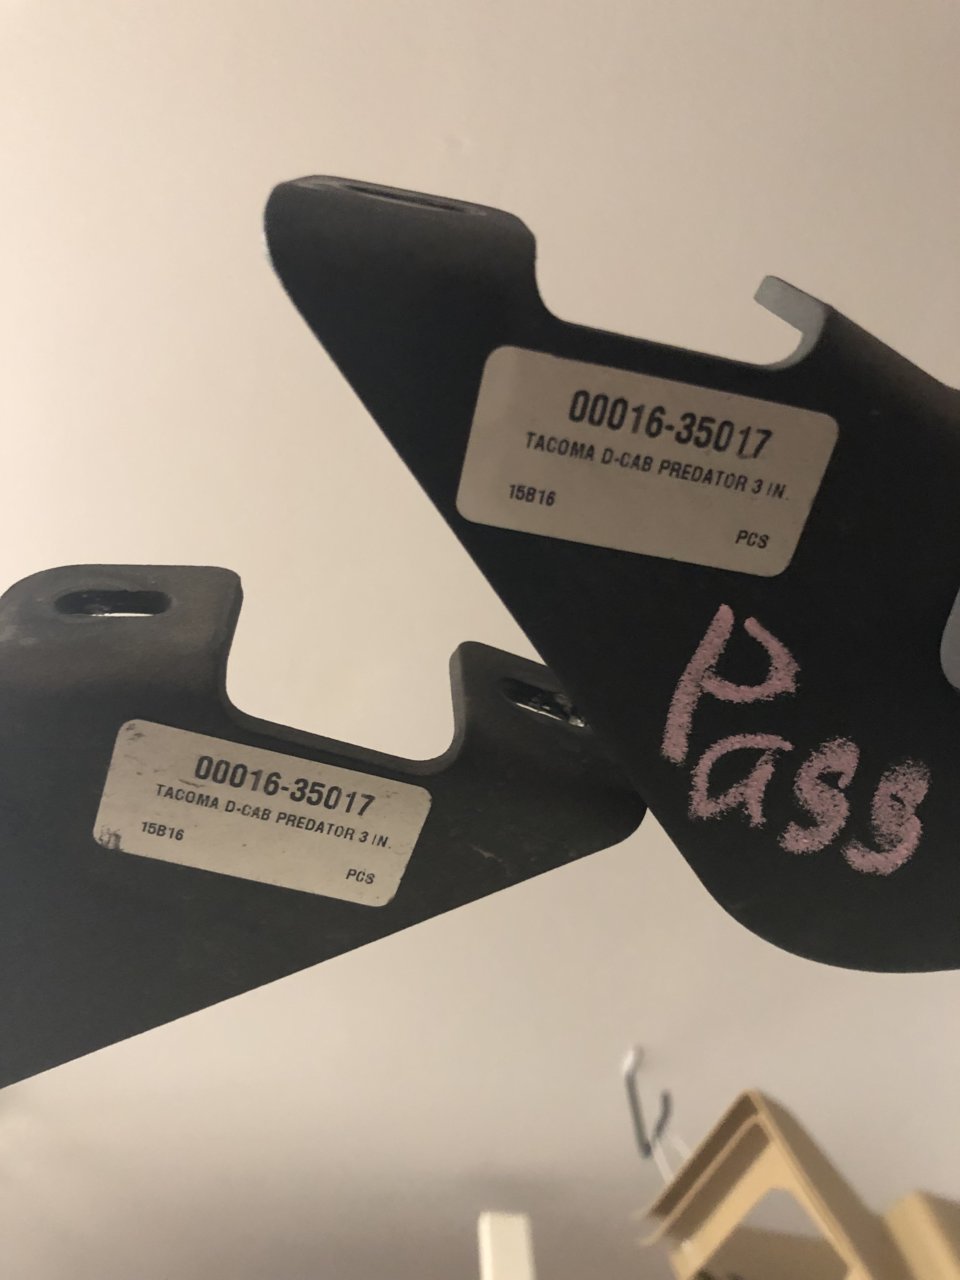 00016-35017
TACOMA D-CAB PREDATOR 3 IN.
15B16
PCS
Pass
00016-35017
TACOMA D-CAB PREDATOR 3 IN.
15B16
PCS